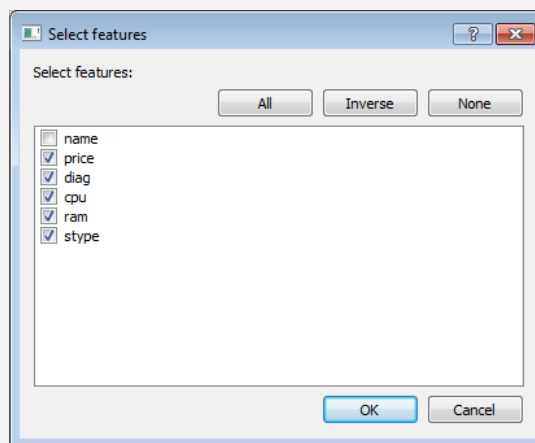 Select features
Select features:
All Inverse None
name
price
diag
cpu
ram
stype
OK Cancel